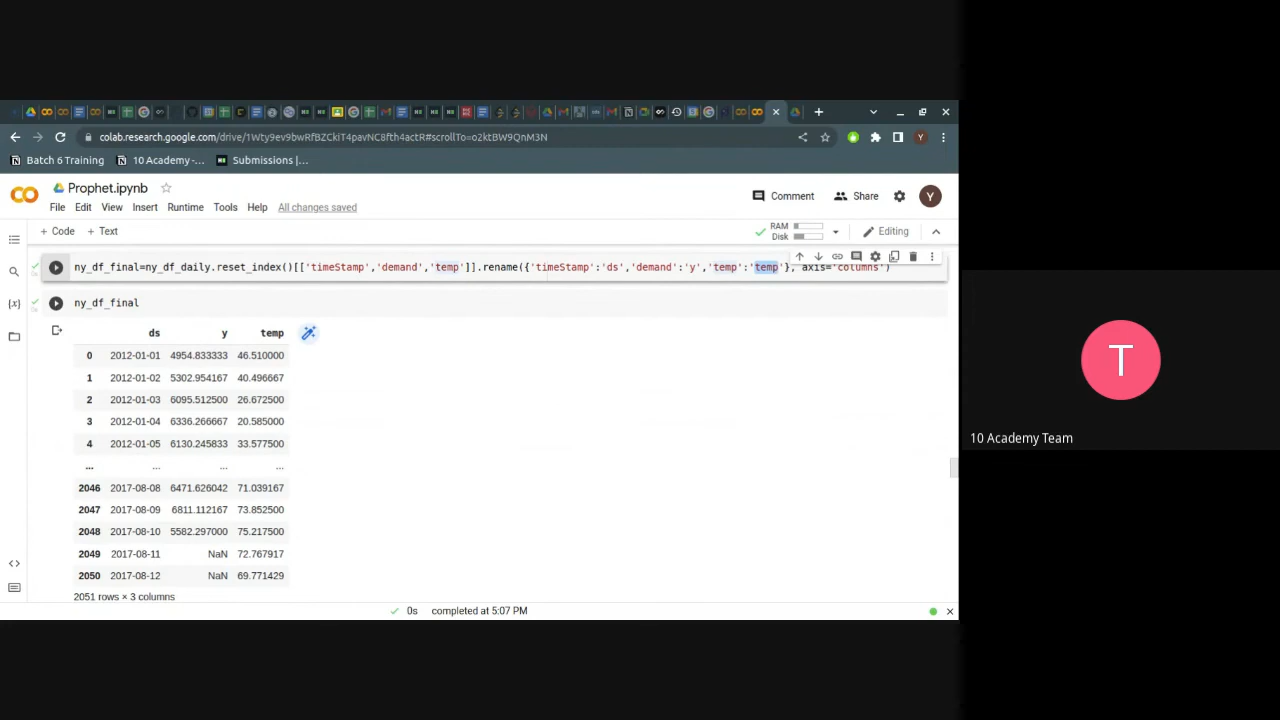 colab.research.google.com/drive/1Wty9ev9bwRfBZCkiT4pavNC8fth4actR#scrollTo=o2ktBW9QnM3N
Batch 6 Training
10 Academy -...
Submissions |...
Prophet.ipynb
File Edit View Insert Runtime Tools Help All changes saved
Comment
Share
Y
+ Code + Text
RAM
Disk
Editing
ny_df_final=ny_df_daily.reset_index()[['timeStamp','demand','temp']].rename({'timeStamp':'ds','demand':'y','temp':'temp'}, axis='columns')
ny_df_final
ds y temp
0 2012-01-01 4954.833333 46.510000
1 2012-01-02 5302.954167 40.496667
2 2012-01-03 6095.512500 26.672500
3 2012-01-04 6336.266667 20.585000
4 2012-01-05 6130.245833 33.577500
... ... ... ...
2046 2017-08-08 6471.626042 71.039167
2047 2017-08-09 6811.112167 73.852500
2048 2017-08-10 5582.297000 75.217500
2049 2017-08-11 NaN 72.767917
2050 2017-08-12 NaN 69.771429
2051 rows × 3 columns
0s completed at 5:07 PM
T
10 Academy Team